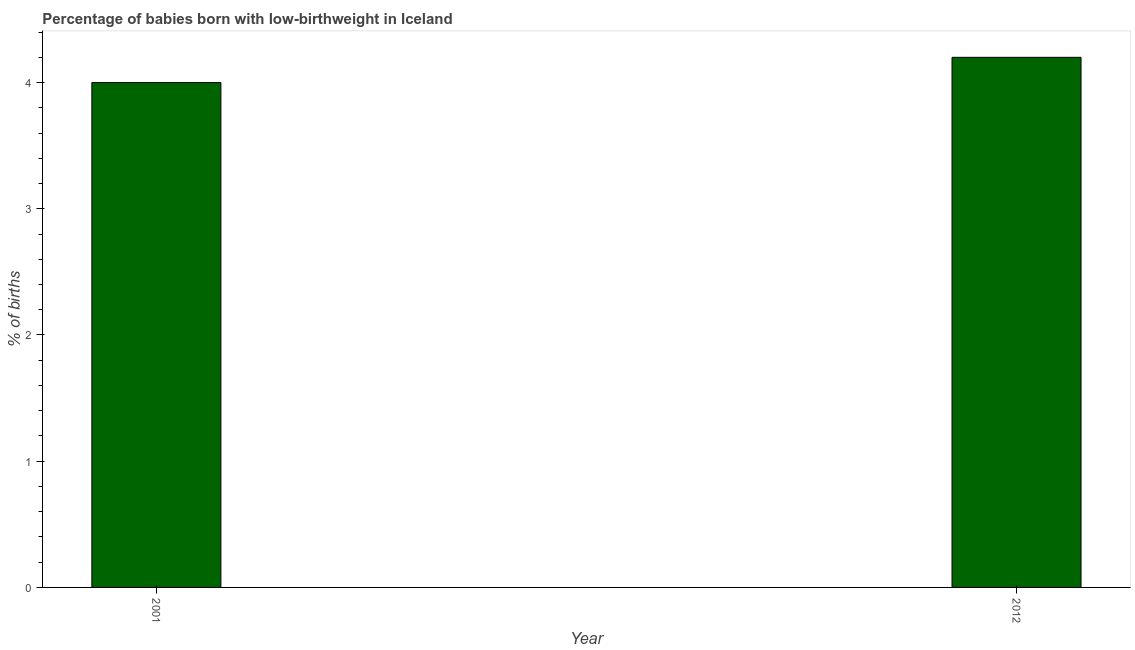 Percentage of babies born with low-birthweight in Iceland
% of births
4
3
2
1
0
2001
2012
Year